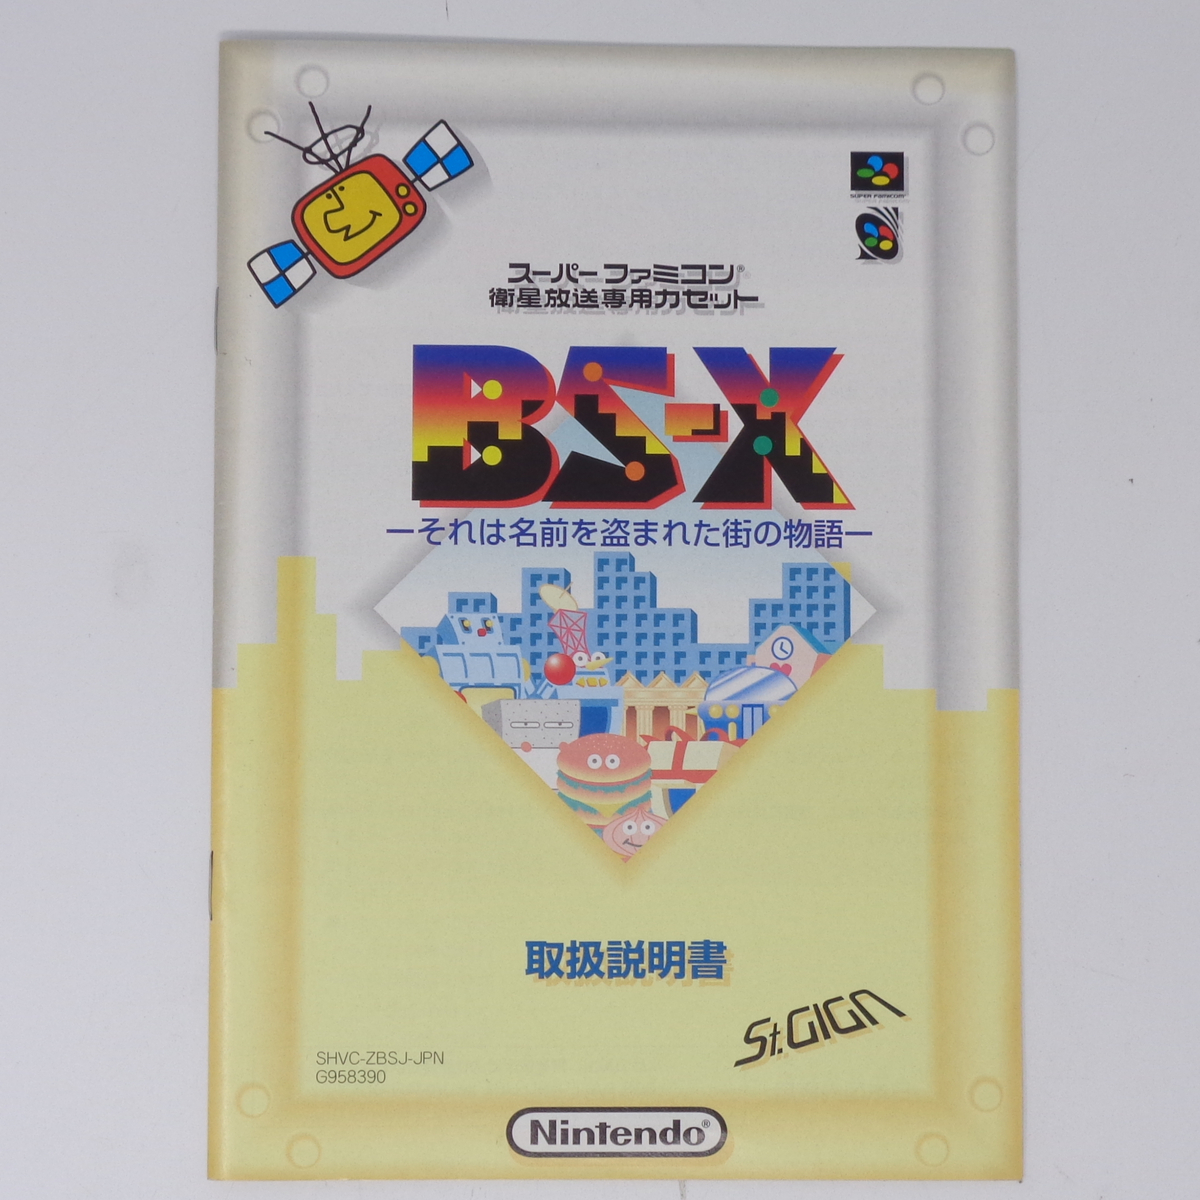 SUPER FAMICOM
スーパーファミコン®
衛星放送専用カセット
BS-X
ーそれは名前を盗まれた街の物語ー
取扱説明書
St.GIGA
SHVC-ZBSJ-JPN
G958390
Nintendo®